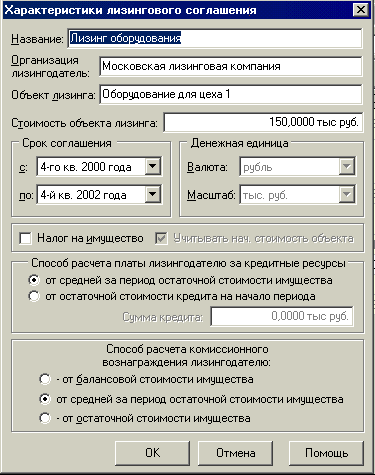 Характеристики лизингового соглашения
Название: Лизинг оборудования
Организация
лизингодатель: Московская лизинговая компания
Объект лизинга: Оборудование для цеха 1
Стоимость объекта лизинга: 150,0000 тыс руб.
Срок соглашения
Денежная единица
с: 4-го кв. 2000 года
Валюта: рубль
по: 4-й кв. 2002 года
Масштаб: тыс. руб.
Налог на имущество
Учитывать нач. стоимость объекта
Способ расчета платы лизингодателю за кредитные ресурсы
от средней за период остаточной стоимости имущества
от остаточной стоимости кредита на начало периода
Сумма кредита: 0,0000 тыс руб.
Способ расчета комиссионного
вознаграждения лизингодателю:
- от балансовой стоимости имущества
от средней за период остаточной стоимости имущества
- от остаточной стоимости имущества
OK
Отмена
Помощь